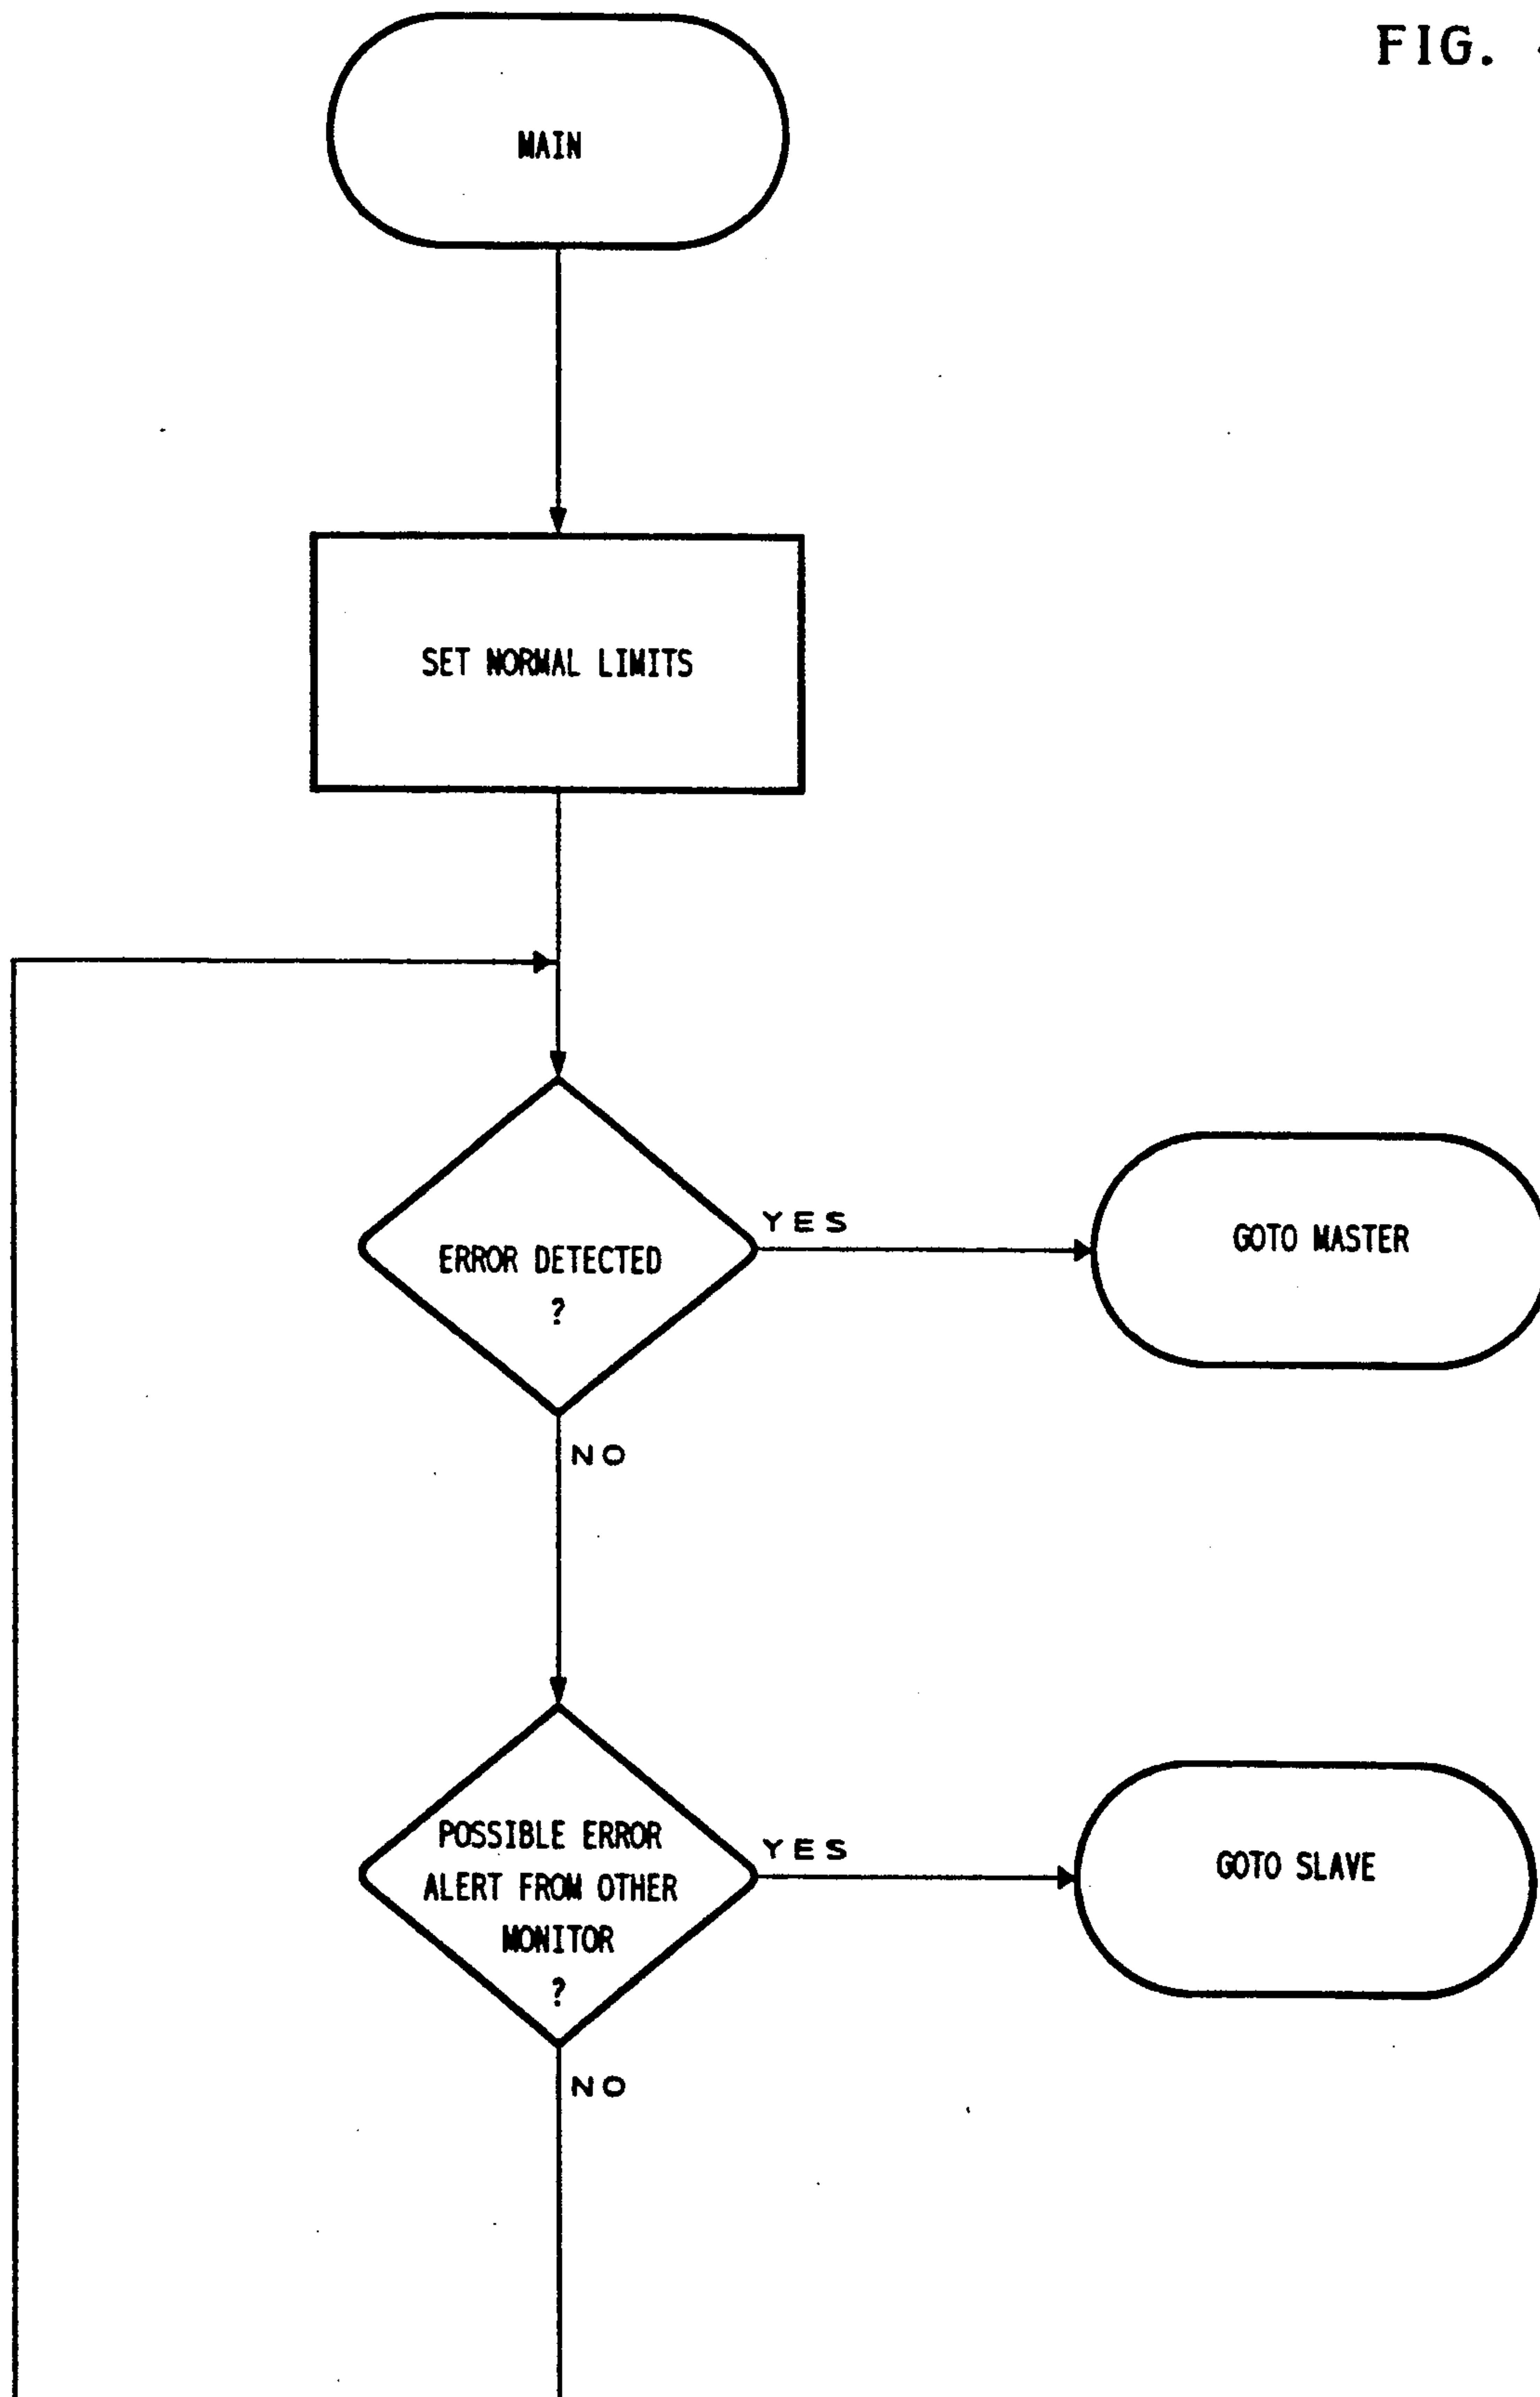 FIG.
MAIN
SET NORMAL LIMITS
ERROR DETECTED
?
YES
GOTO MASTER
NO
POSSIBLE ERROR
ALERT FROM OTHER
MONITOR
?
YES
GOTO SLAVE
NO